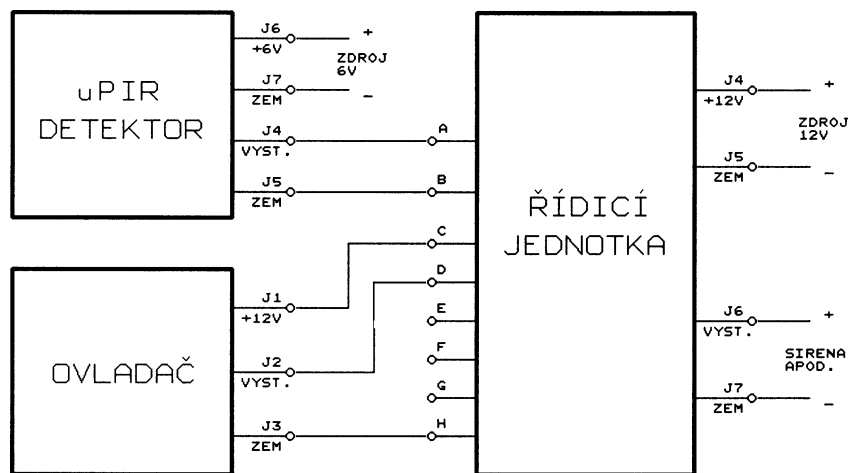 uPIR
DETEKTOR
J6
+6V
J7
ZEM
J4
VYST.
J5
ZEM
+
ZDROJ
6V
–
A
B
C
D
E
F
G
H
OVLADAČ
J1
+12V
J2
VYST.
J3
ZEM
ŘÍDICÍ
JEDNOTKA
J4
+12V
J5
ZEM
+
ZDROJ
12V
–
J6
VYST.
J7
ZEM
+
SIRENA
APOD.
–